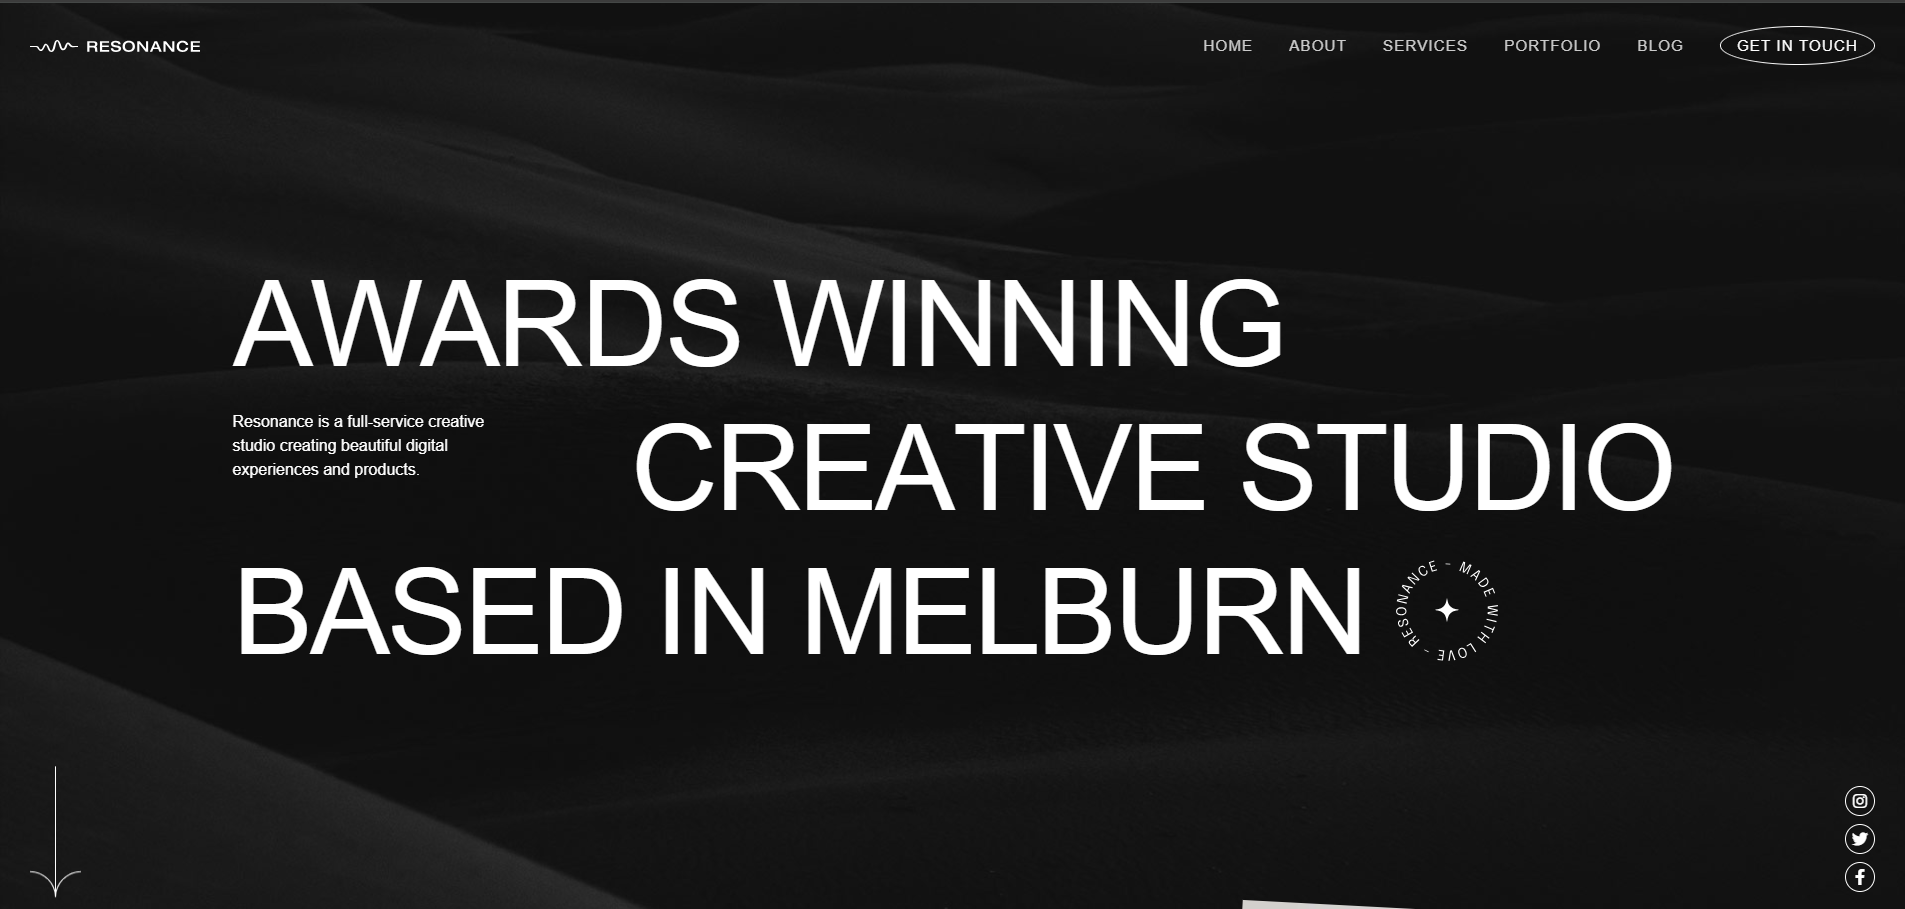 RESONANCE
HOME ABOUT SERVICES PORTFOLIO BLOG GET IN TOUCH
AWARDS WINNING
Resonance is a full-service creative
studio creating beautiful digital
experiences and products.
CREATIVE STUDIO
BASED IN MELBURN
RESONANCE - MADE WITH LOVE -